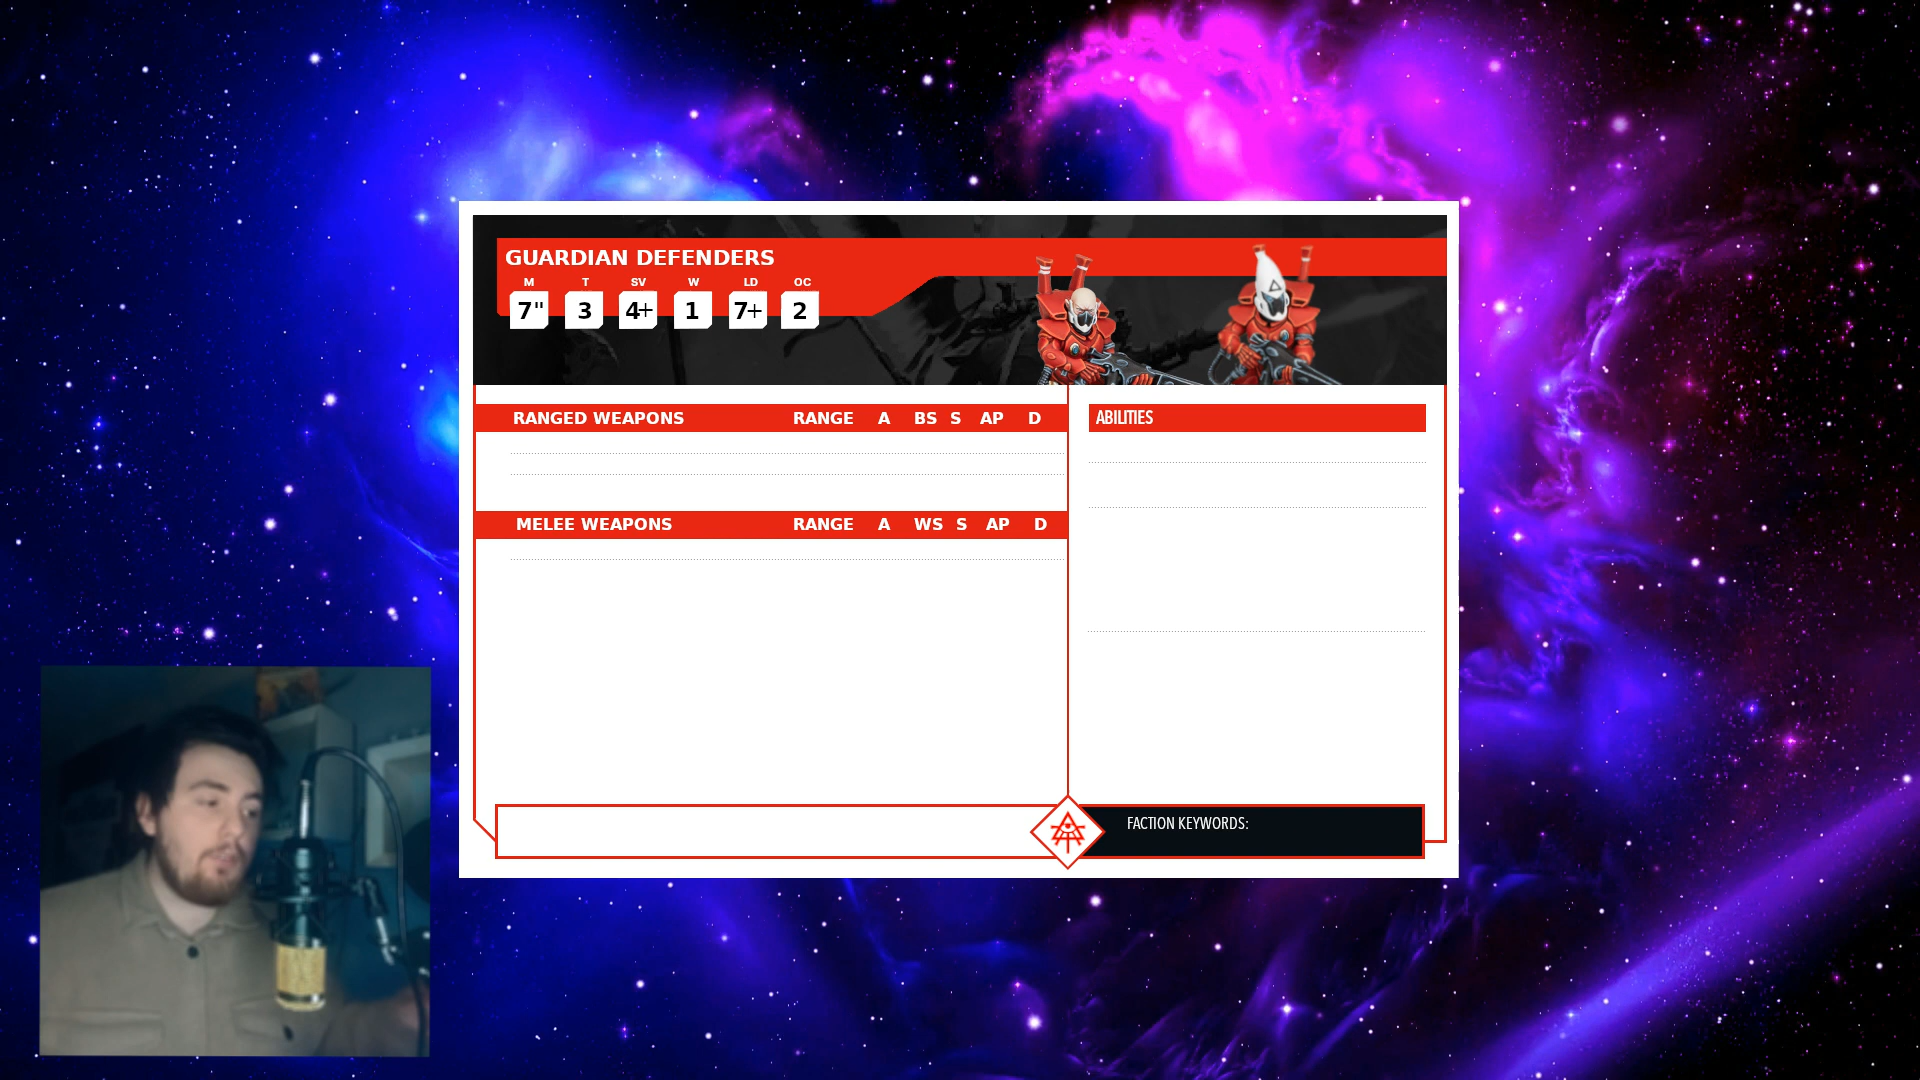 GUARDIAN DEFENDERS
M T SV W LD OC
7" 3 4+ 1 7+ 2
RANGED WEAPONS RANGE A BS S AP D
ABILITIES
MELEE WEAPONS RANGE A WS S AP D
FACTION KEYWORDS: